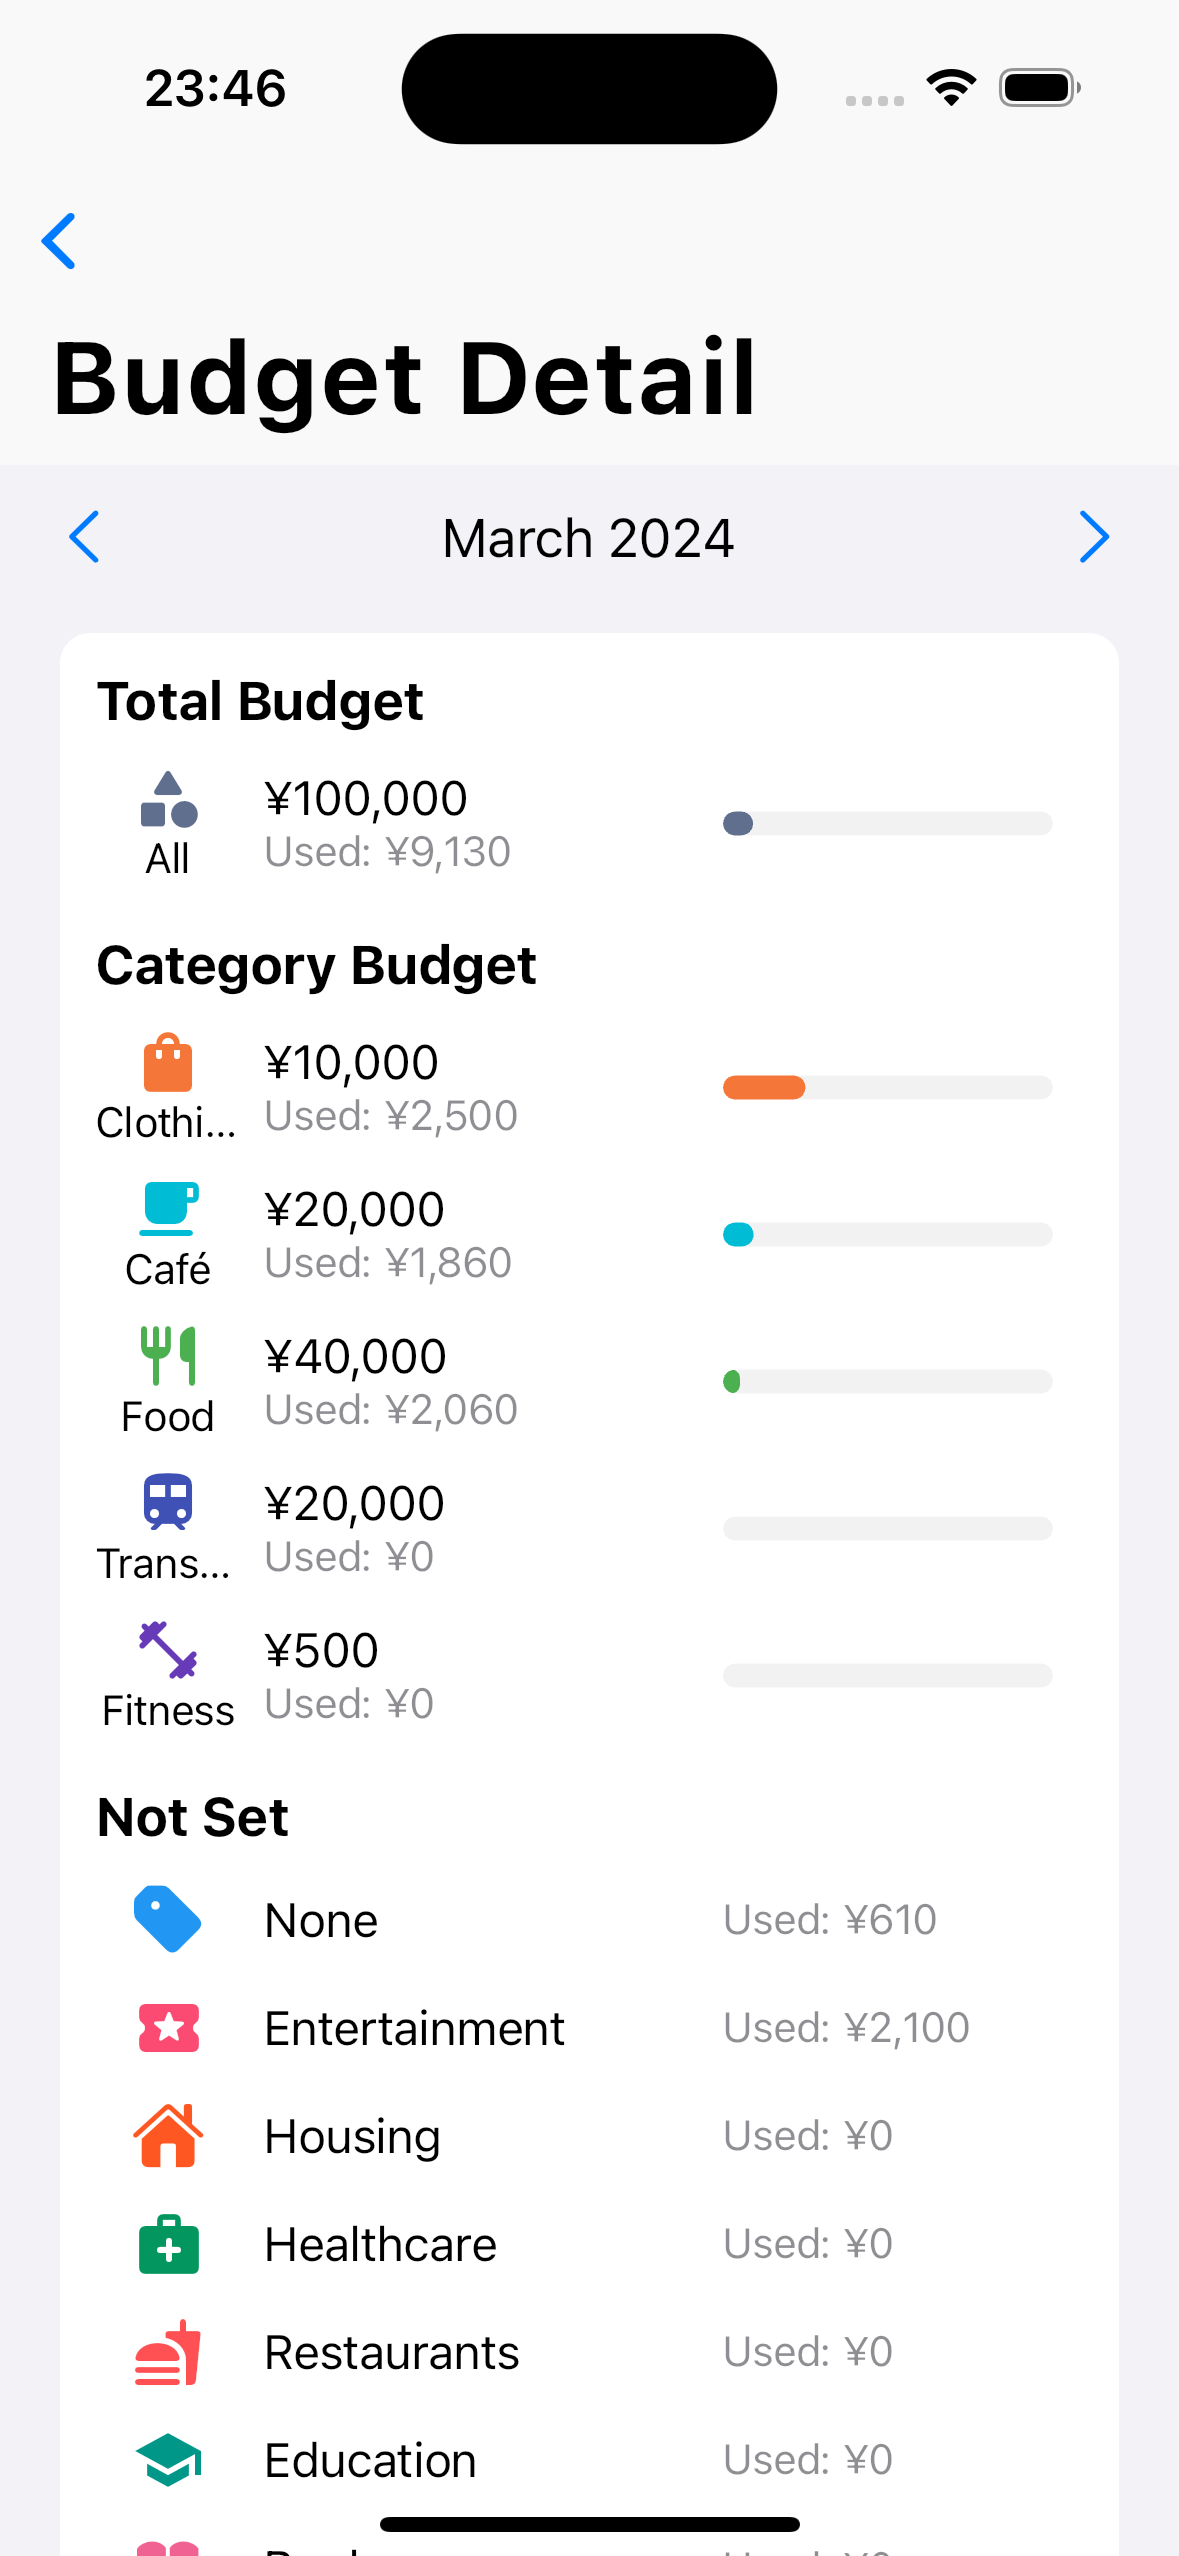 23:46
Budget Detail
March 2024
Total Budget
¥100,000
Used: ¥9,130
All
Category Budget
¥10,000
Used: ¥2,500
Clothi...
¥20,000
Used: ¥1,860
Café
¥40,000
Used: ¥2,060
Food
¥20,000
Used: ¥0
Trans...
¥500
Used: ¥0
Fitness
Not Set
None Used: ¥610
Entertainment Used: ¥2,100
Housing Used: ¥0
Healthcare Used: ¥0
Restaurants Used: ¥0
Education Used: ¥0